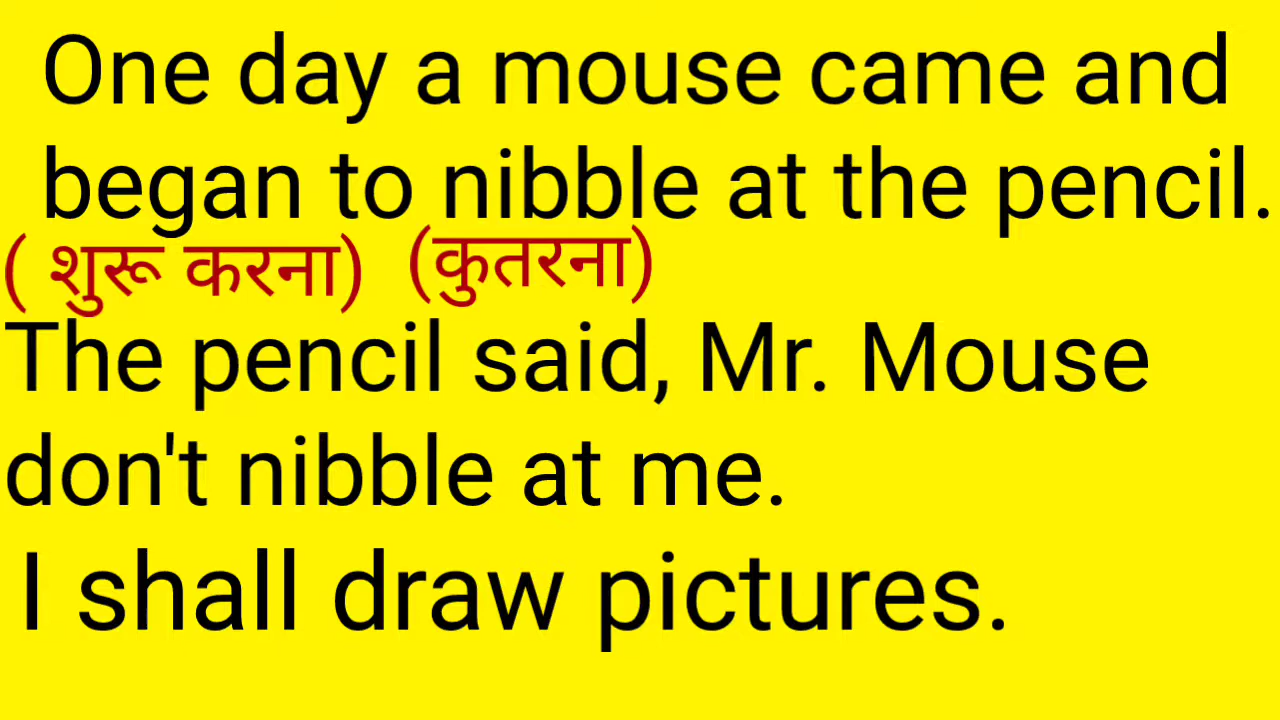 One day a mouse came and
began to nibble at the pencil.
( शुरू करना) (कुतरना)
The pencil said, Mr. Mouse
don't nibble at me.
I shall draw pictures.